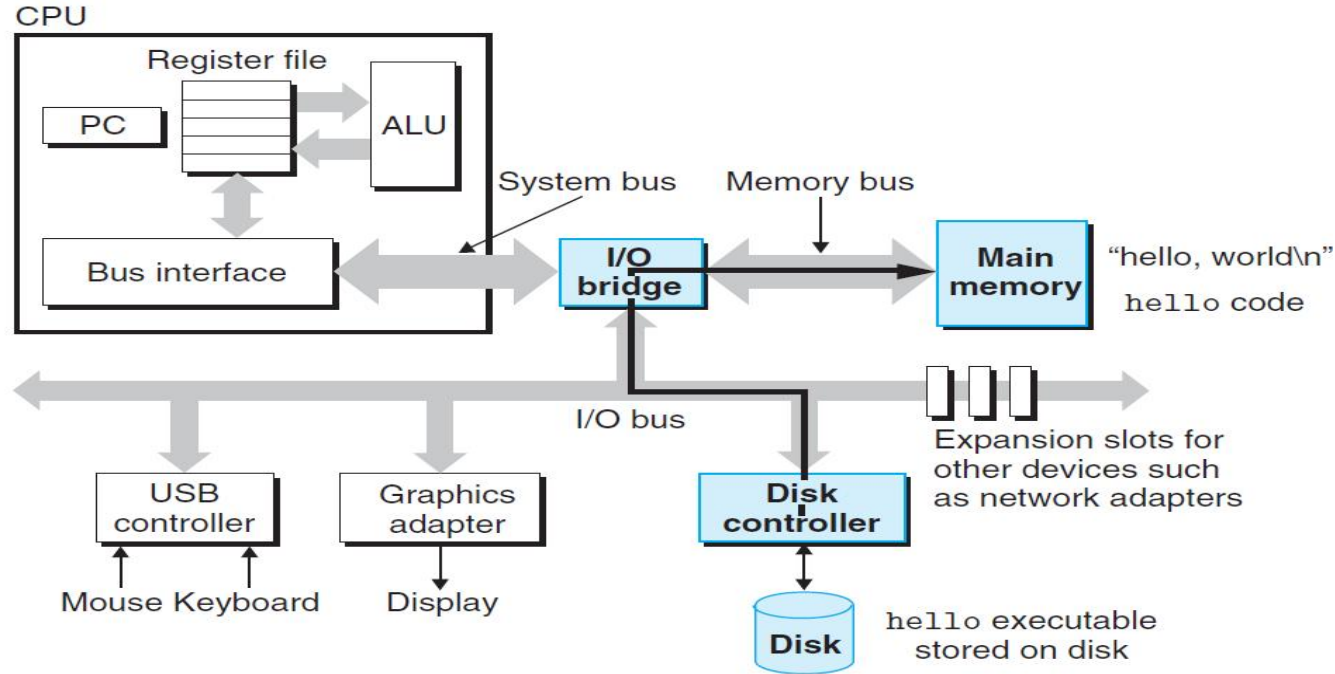 CPU
Register file
PC
ALU
System bus
Memory bus
Bus interface
I/O
bridge
Main
memory
“hello, world\n”
hello code
I/O bus
Expansion slots for
other devices such
as network adapters
USB
controller
Graphics
adapter
Disk
controller
Mouse Keyboard
Display
Disk
hello executable
stored on disk